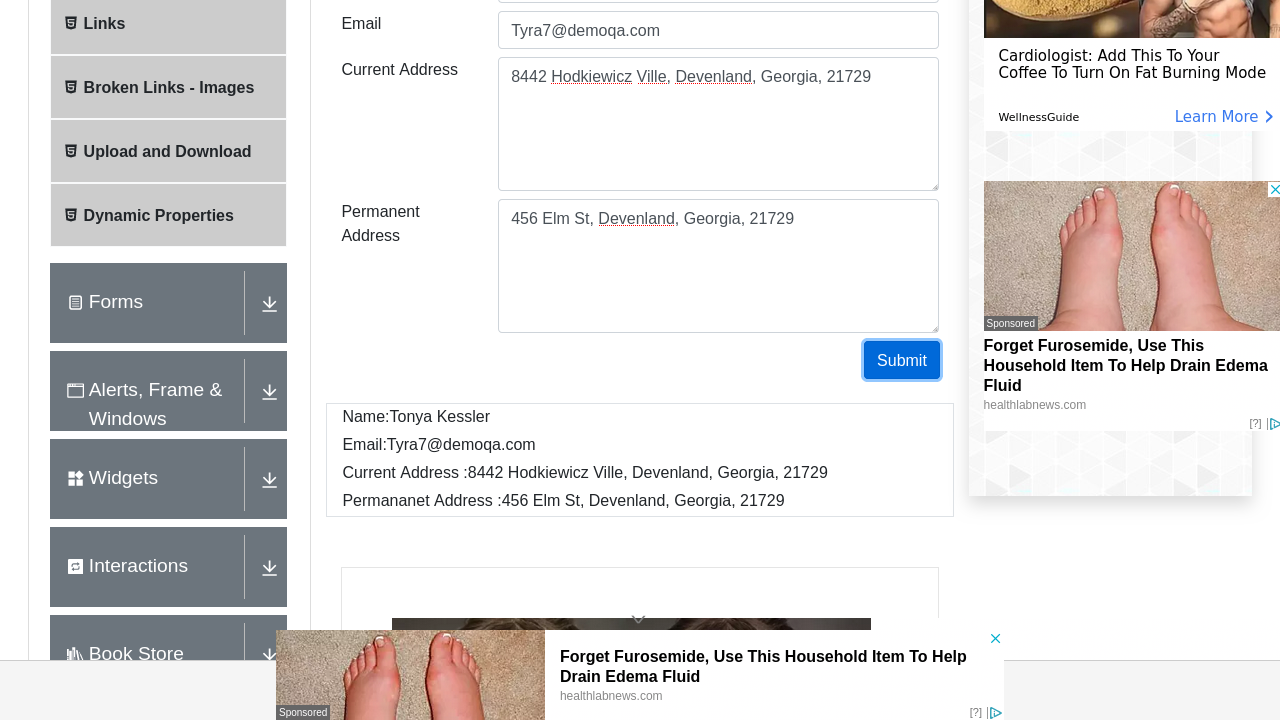 Links
Broken Links - Images
Upload and Download
Dynamic Properties
Forms
Alerts, Frame &
Windows
Widgets
Interactions
Book Store
Email
Tyra7@demoqa.com
Current Address
8442 Hodkiewicz Ville, Devenland, Georgia, 21729
Permanent
Address
456 Elm St, Devenland, Georgia, 21729
Submit
Name:Tonya Kessler
Email:Tyra7@demoqa.com
Current Address :8442 Hodkiewicz Ville, Devenland, Georgia, 21729
Permananet Address :456 Elm St, Devenland, Georgia, 21729
Cardiologist: Add This To Your
Coffee To Turn On Fat Burning Mode
WellnessGuide
Learn More
Sponsored
Forget Furosemide, Use This
Household Item To Help Drain Edema
Fluid
healthlabnews.com
[?]
Sponsored
Forget Furosemide, Use This Household Item To Help
Drain Edema Fluid
healthlabnews.com
[?]